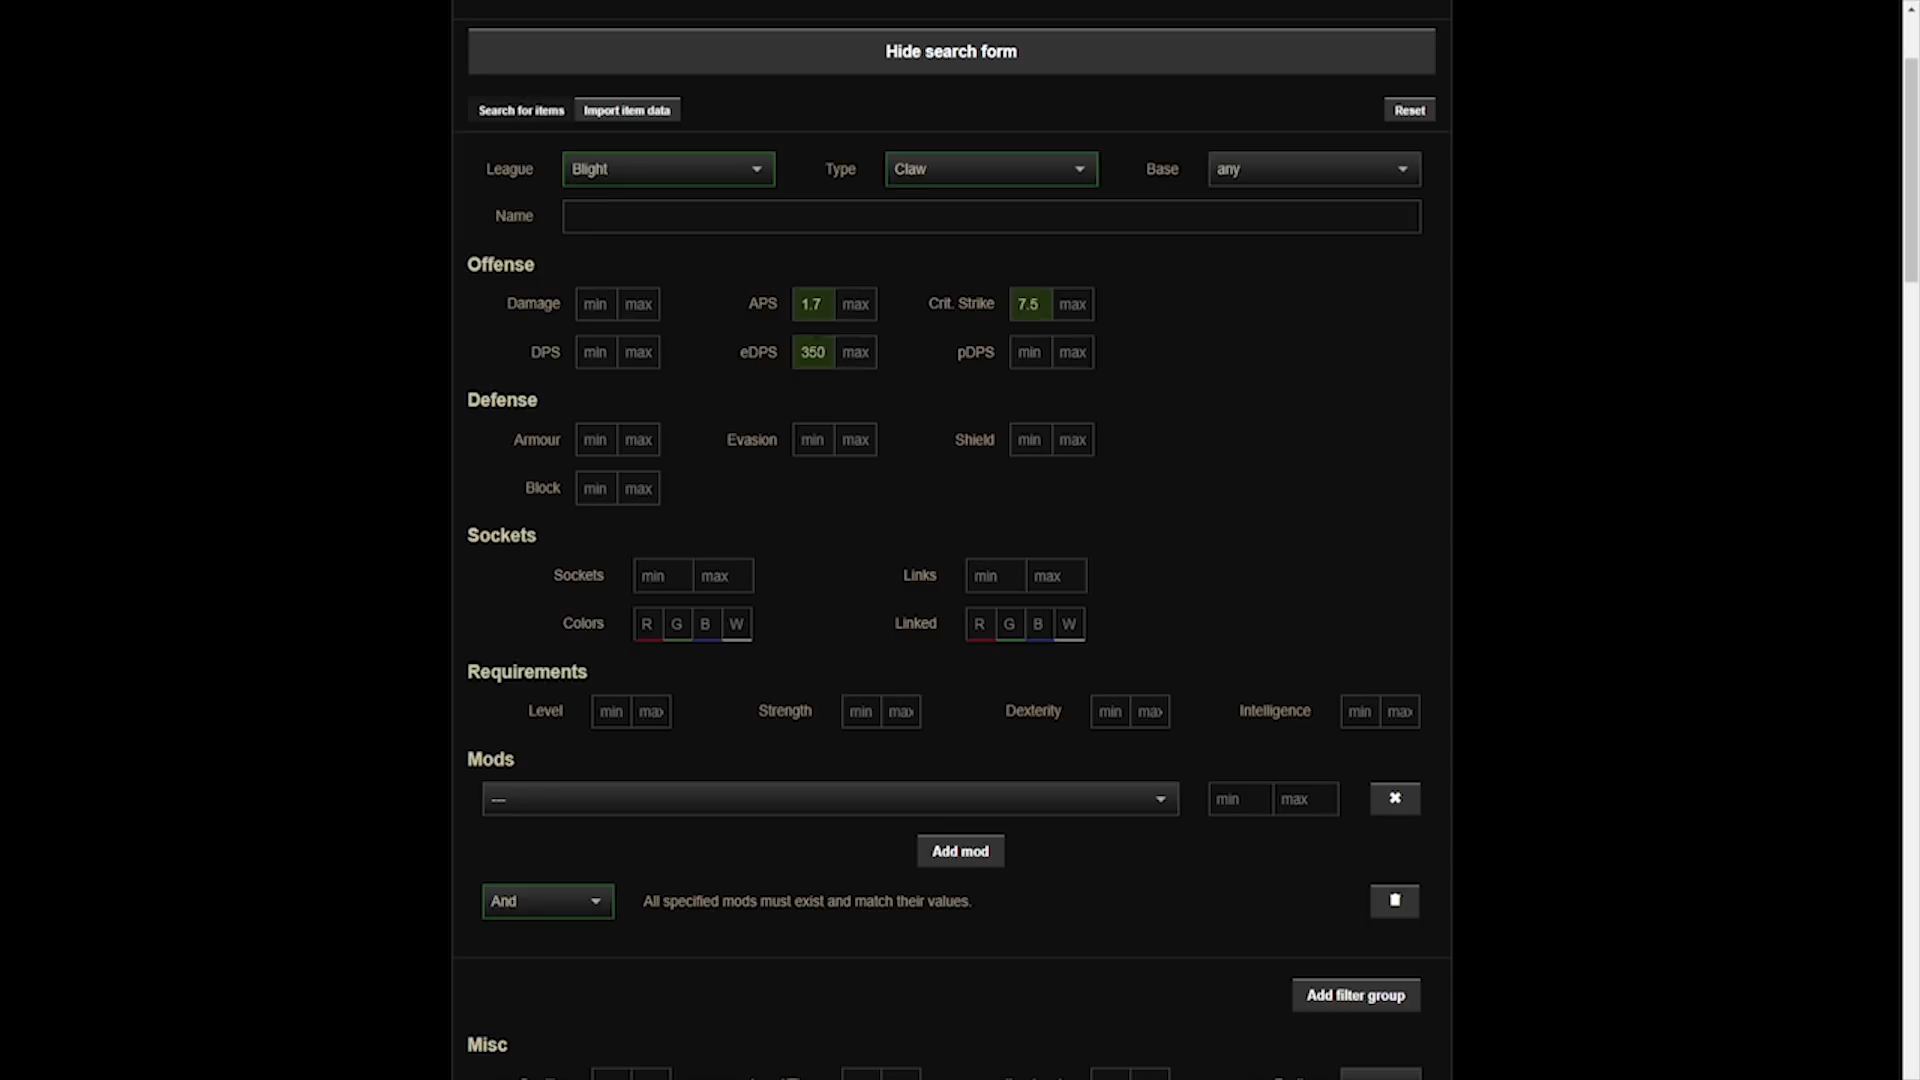 Hide search form
Search for items Import item data Reset
League Blight Type Claw Base any
Name
Offense
Damage min max APS 1.7 max Crit. Strike 7.5 max
DPS min max eDPS 350 max pDPS min max
Defense
Armour min max Evasion min max Shield min max
Block min max
Sockets
Sockets min max Links min max
Colors R G B W Linked R G B W
Requirements
Level min max Strength min max Dexterity min max Intelligence min max
Mods
--- min max
Add mod
And All specified mods must exist and match their values.
Add filter group
Misc